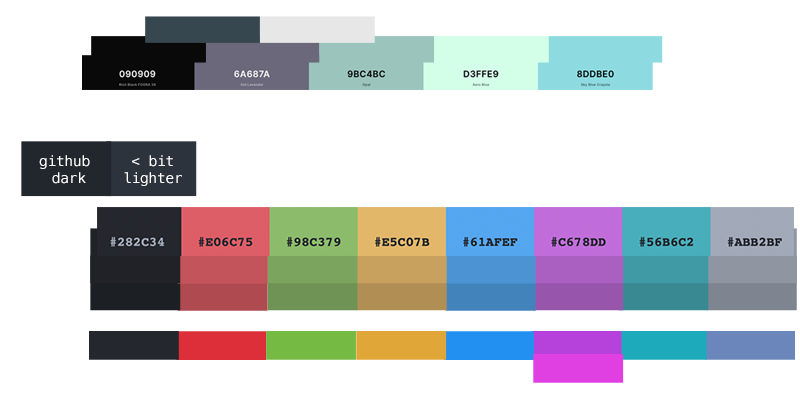 090909 6A687A 9BC4BC D3FFE9 8DDBE0
Rich Black FOGRA 39 Old Lavender Opal Aero Blue Sky Blue Crayola
github < bit
dark lighter
#282C34 #E06C75 #98C379 #E5C07B #61AFEF #C678DD #56B6C2 #ABB2BF